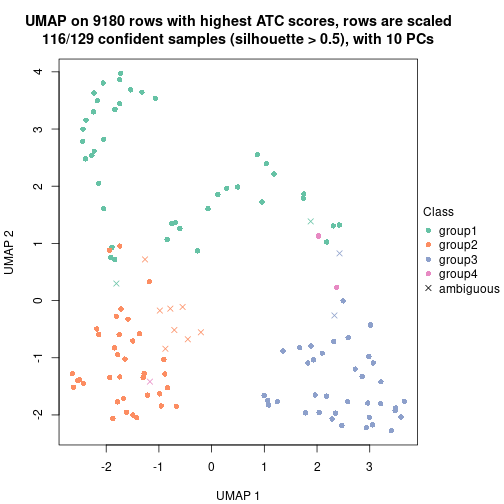 UMAP on 9180 rows with highest ATC scores, rows are scaled
116/129 confident samples (silhouette > 0.5), with 10 PCs
4
3
2
1
0
-1
-2
UMAP 2
-2
-1
0
1
2
3
UMAP 1
Class
group1
group2
group3
group4
ambiguous